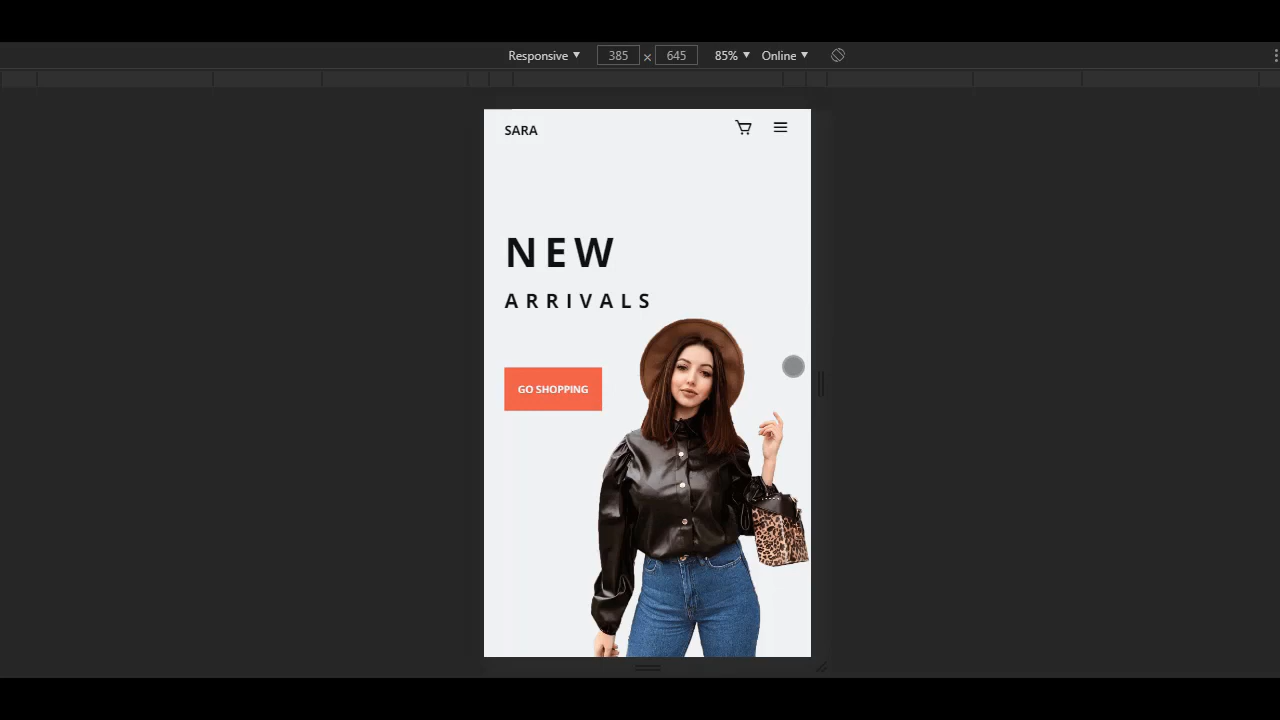 Responsive ▼ 385 × 645 85% ▼ Online ▼
SARA
NEW
ARRIVALS
GO SHOPPING